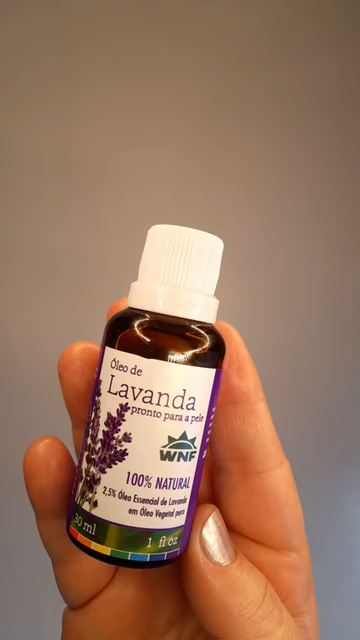 Óleo de
Lavanda
pronto para a pele
WNF
100% NATURAL
2,5% Óleo Essencial de Lavanda
em Óleo Vegetal puro
30 ml 1 fl oz